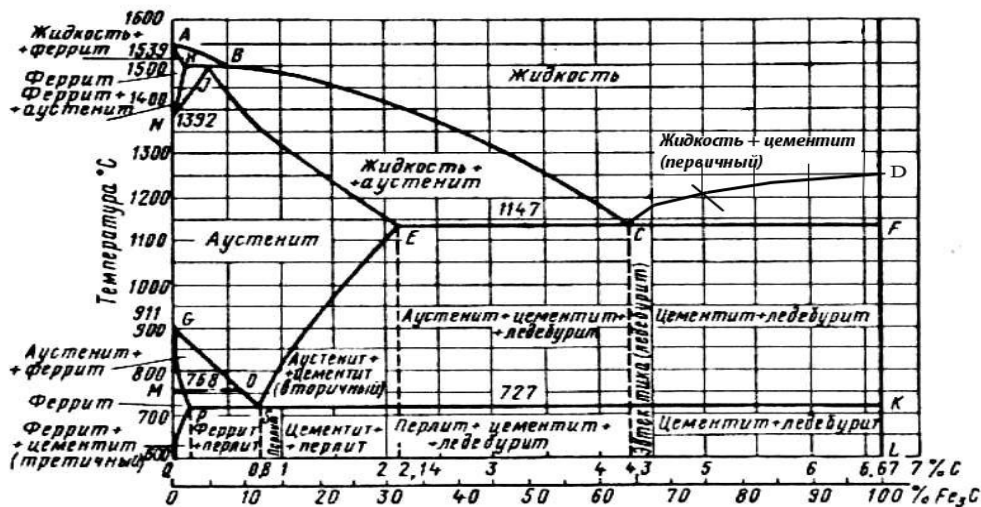 1600
A
1539
Жидкость+
+феррит
Н
B
1500
Феррит
Феррит+
+аустенит
J
1400
N
1392
Жидкость
1300
Жидкость + цементит
(первичный)
D
Температура °С
Жидкость+
+аустенит
1200
1147
1100
E
C
F
Аустенит
1000
911
G
900
Аустенит+цементит+
+ледебурит
Эвтектика(ледебурит)
Цементит+ледебурит
Аустенит+
+феррит
Аустенит+
+цементит
(вторичный)
800
M
768
O
727
K
Феррит
P
S
700
Феррит+
+цементит
(третичный)
Феррит
+перлит
Перлит
Цементит+
+перлит
Перлит+цементит+
+ледебурит
Цементит+ледебурит
L
0
0,8
1
2
2,14
3
4
4,3
5
6
6,67
7
% C
0
10
20
30
40
50
60
70
80
90
100
% Fe₃C